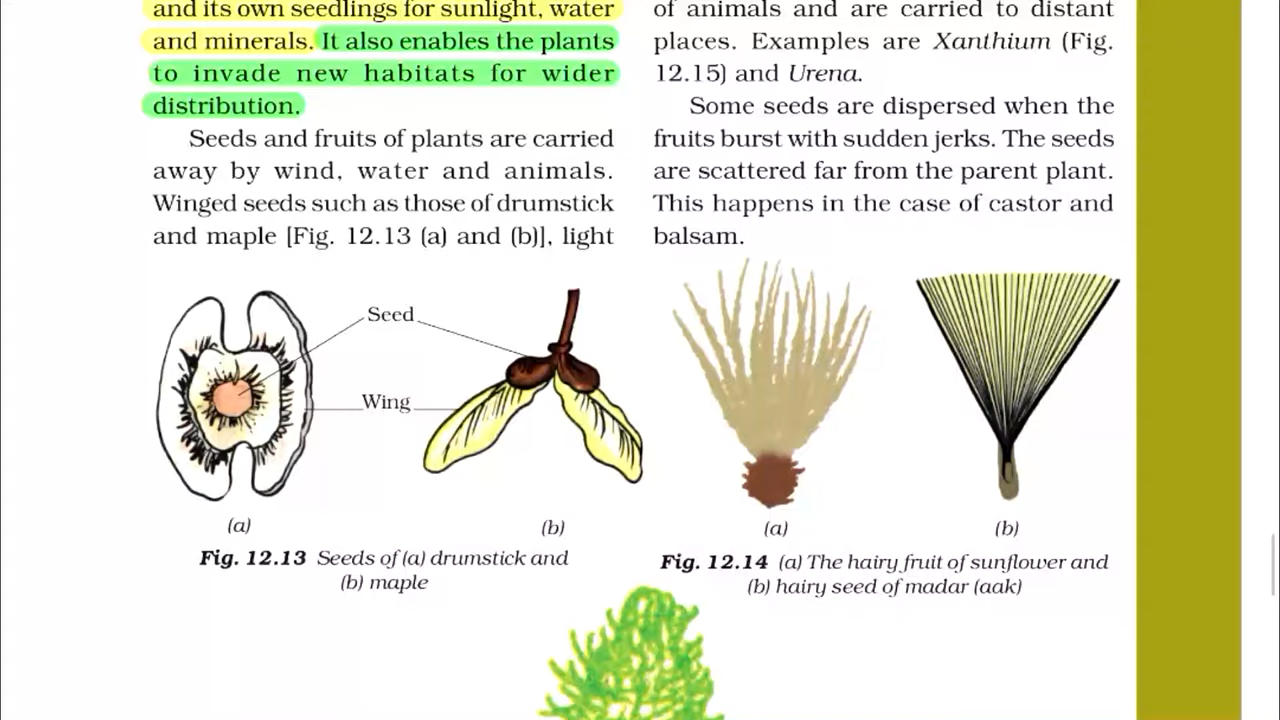 and its own seedlings for sunlight, water
and minerals. It also enables the plants
to invade new habitats for wider
distribution.
Seeds and fruits of plants are carried
away by wind, water and animals.
Winged seeds such as those of drumstick
and maple [Fig. 12.13 (a) and (b)], light
of animals and are carried to distant
places. Examples are Xanthium (Fig.
12.15) and Urena.
Some seeds are dispersed when the
fruits burst with sudden jerks. The seeds
are scattered far from the parent plant.
This happens in the case of castor and
balsam.
Seed
Wing
(a)
(b)
Fig. 12.13 Seeds of (a) drumstick and
(b) maple
(a)
(b)
Fig. 12.14 (a) The hairy fruit of sunflower and
(b) hairy seed of madar (aak)